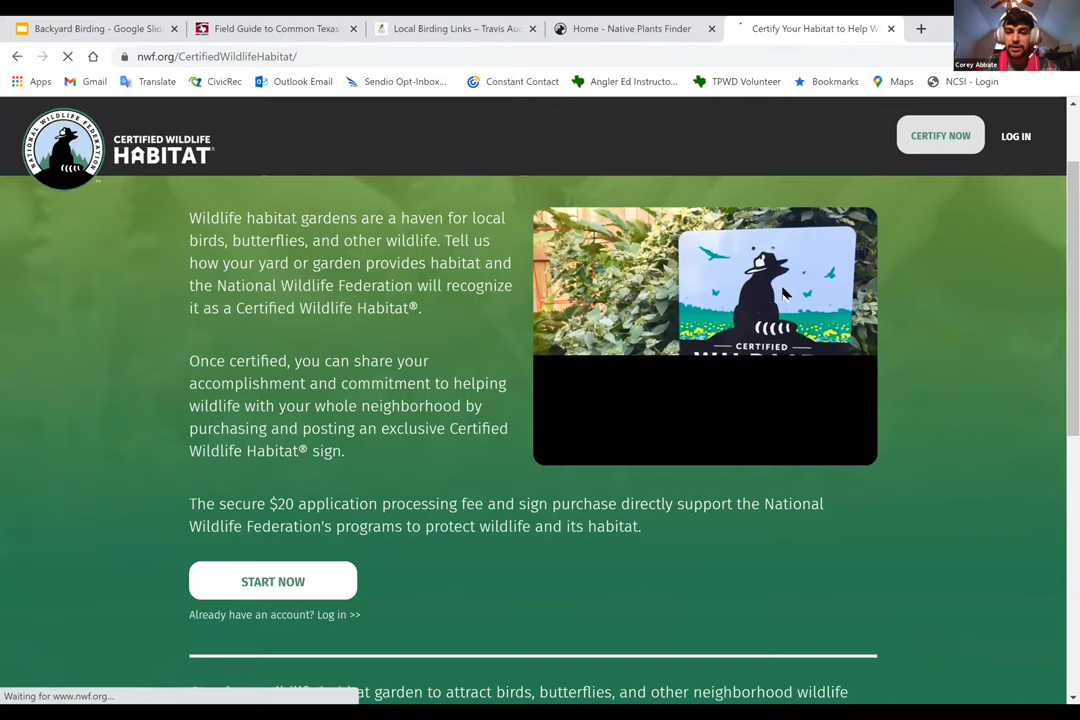 Backyard Birding - Google Slid
Field Guide to Common Texas
Local Birding Links – Travis Au
Home - Native Plants Finder
Certify Your Habitat to Help W
nwf.org/CertifiedWildlifeHabitat/
Corey Abbate
Apps
Gmail
Translate
CivicRec
Outlook Email
Sendio Opt-Inbox...
Constant Contact
Angler Ed Instructo...
TPWD Volunteer
Bookmarks
Maps
NCSI - Login
NATIONAL WILDLIFE FEDERATION
CERTIFIED WILDLIFE
HABITAT®
CERTIFY NOW
LOG IN
Wildlife habitat gardens are a haven for local
birds, butterflies, and other wildlife. Tell us
how your yard or garden provides habitat and
the National Wildlife Federation will recognize
it as a Certified Wildlife Habitat®.
Once certified, you can share your
accomplishment and commitment to helping
wildlife with your whole neighborhood by
purchasing and posting an exclusive Certified
Wildlife Habitat® sign.
CERTIFIED
The secure $20 application processing fee and sign purchase directly support the National
Wildlife Federation's programs to protect wildlife and its habitat.
START NOW
Already have an account? Log in >>
at garden to attract birds, butterflies, and other neighborhood wildlife
Waiting for www.nwf.org...